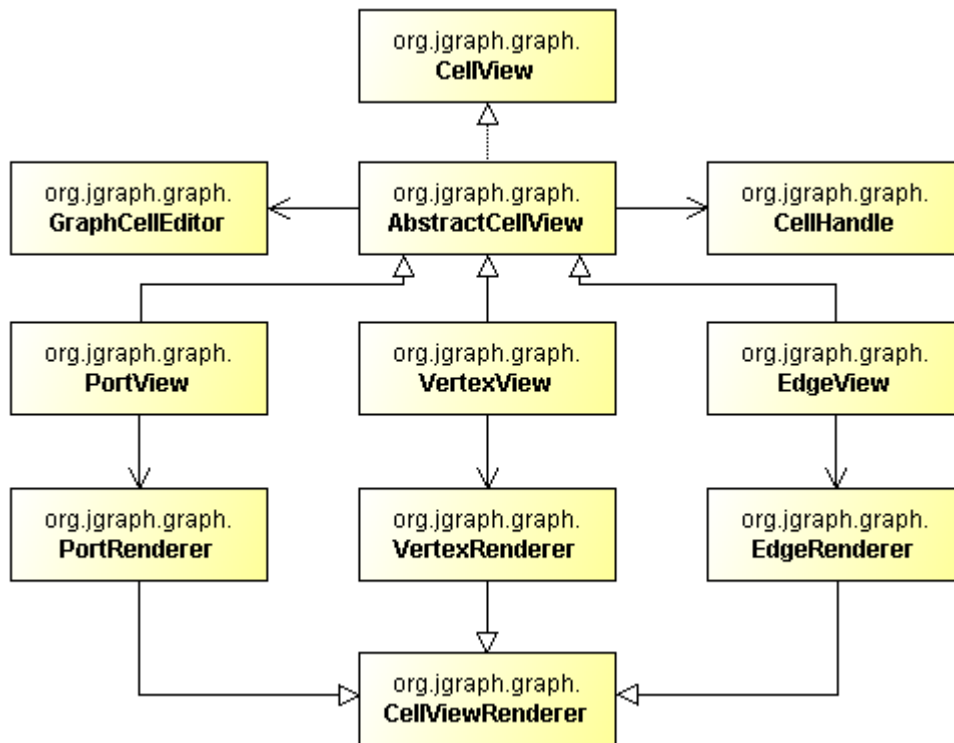 org.jgraph.graph.
CellView
org.jgraph.graph.
GraphCellEditor
org.jgraph.graph.
AbstractCellView
org.jgraph.graph.
CellHandle
org.jgraph.graph.
PortView
org.jgraph.graph.
VertexView
org.jgraph.graph.
EdgeView
org.jgraph.graph.
PortRenderer
org.jgraph.graph.
VertexRenderer
org.jgraph.graph.
EdgeRenderer
org.jgraph.graph.
CellViewRenderer